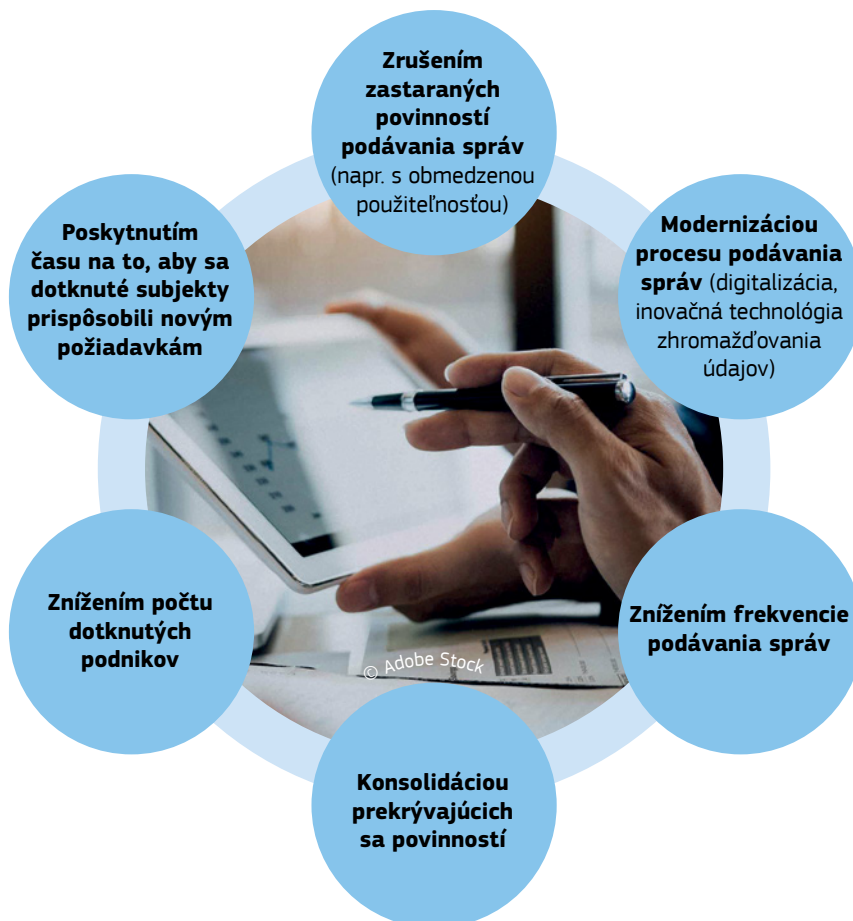 Zrušením
zastaraných
povinností
podávania správ
(napr. s obmedzenou
použiteľnosťou)
Modernizáciou
procesu podávania
správ (digitalizácia,
inovačná technológia
zhromažďovania
údajov)
Znížením frekvencie
podávania správ
Konsolidáciou
prekrývajúcich
sa povinností
Znížením počtu
dotknutých
podnikov
Poskytnutím
času na to, aby sa
dotknuté subjekty
prispôsobili novým
požiadavkám
© Adobe Stock